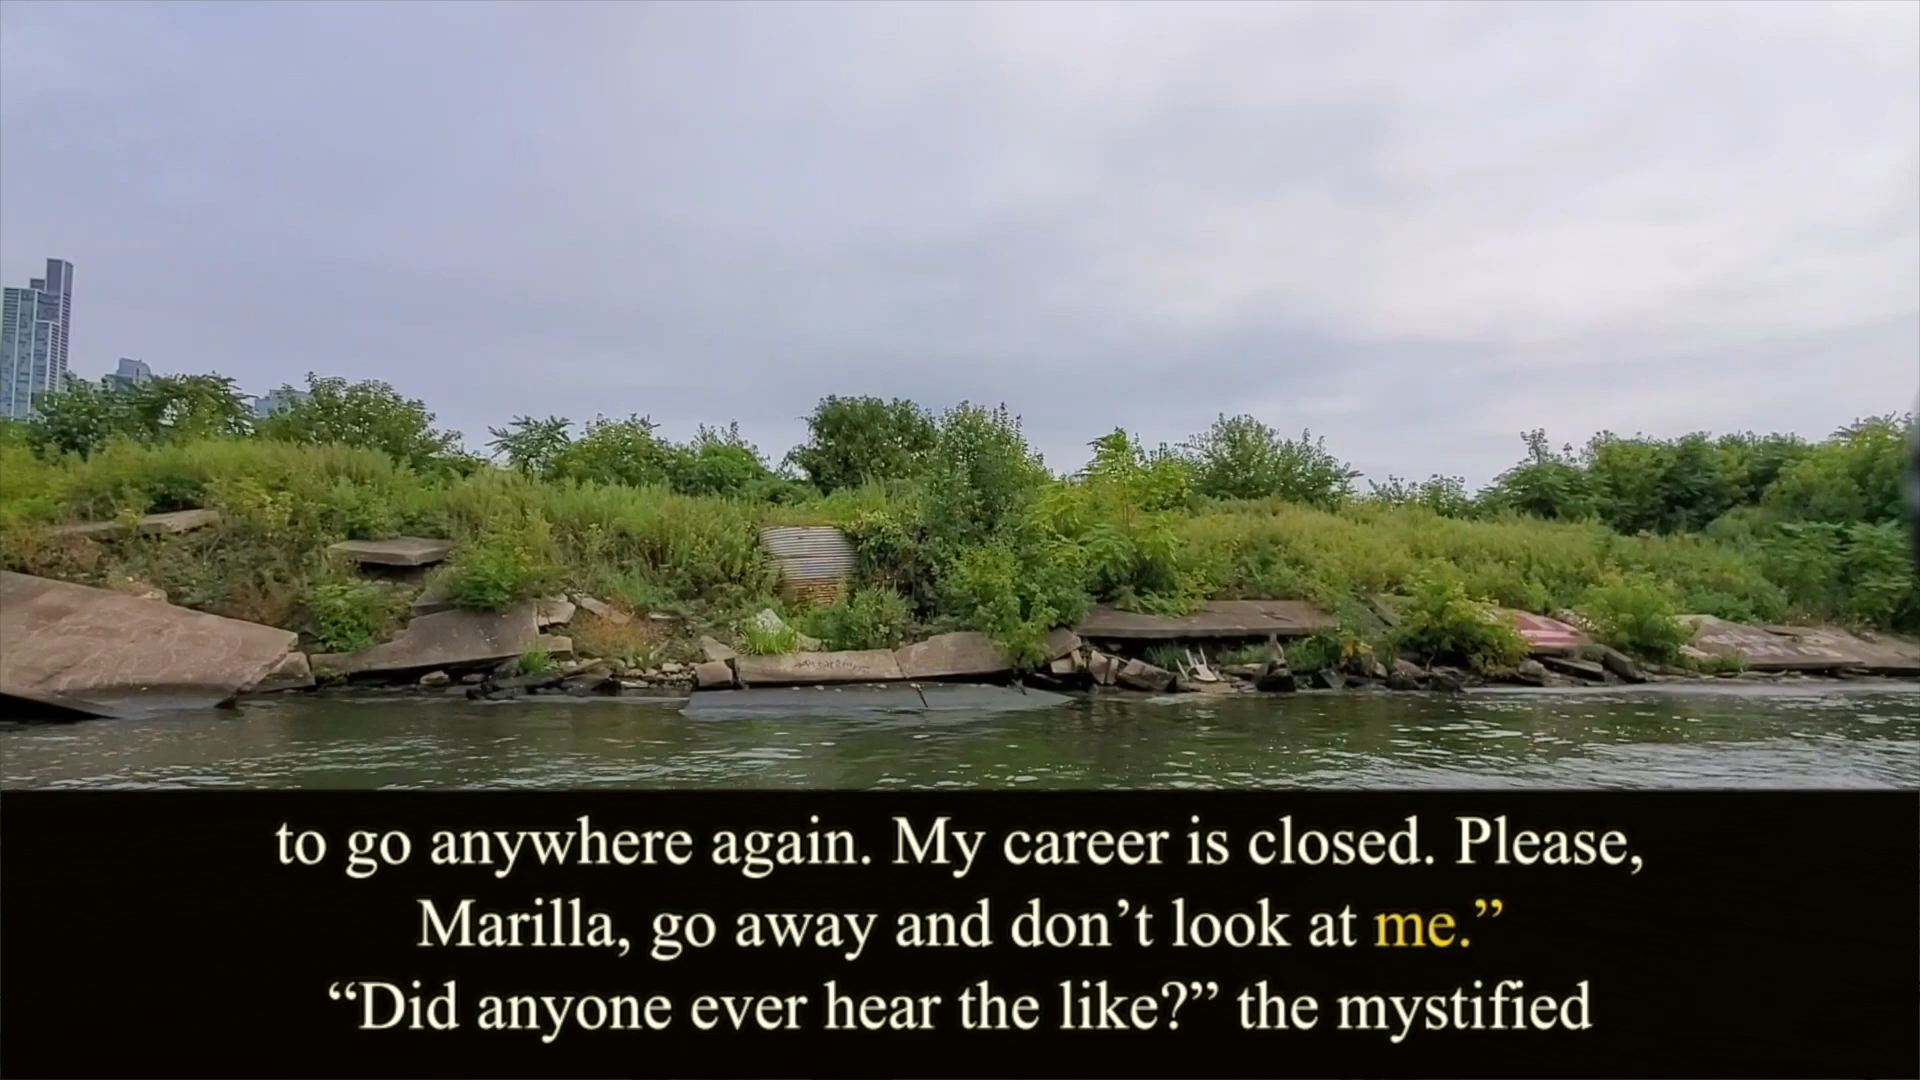 to go anywhere again. My career is closed. Please,
Marilla, go away and don’t look at me.”
“Did anyone ever hear the like?” the mystified